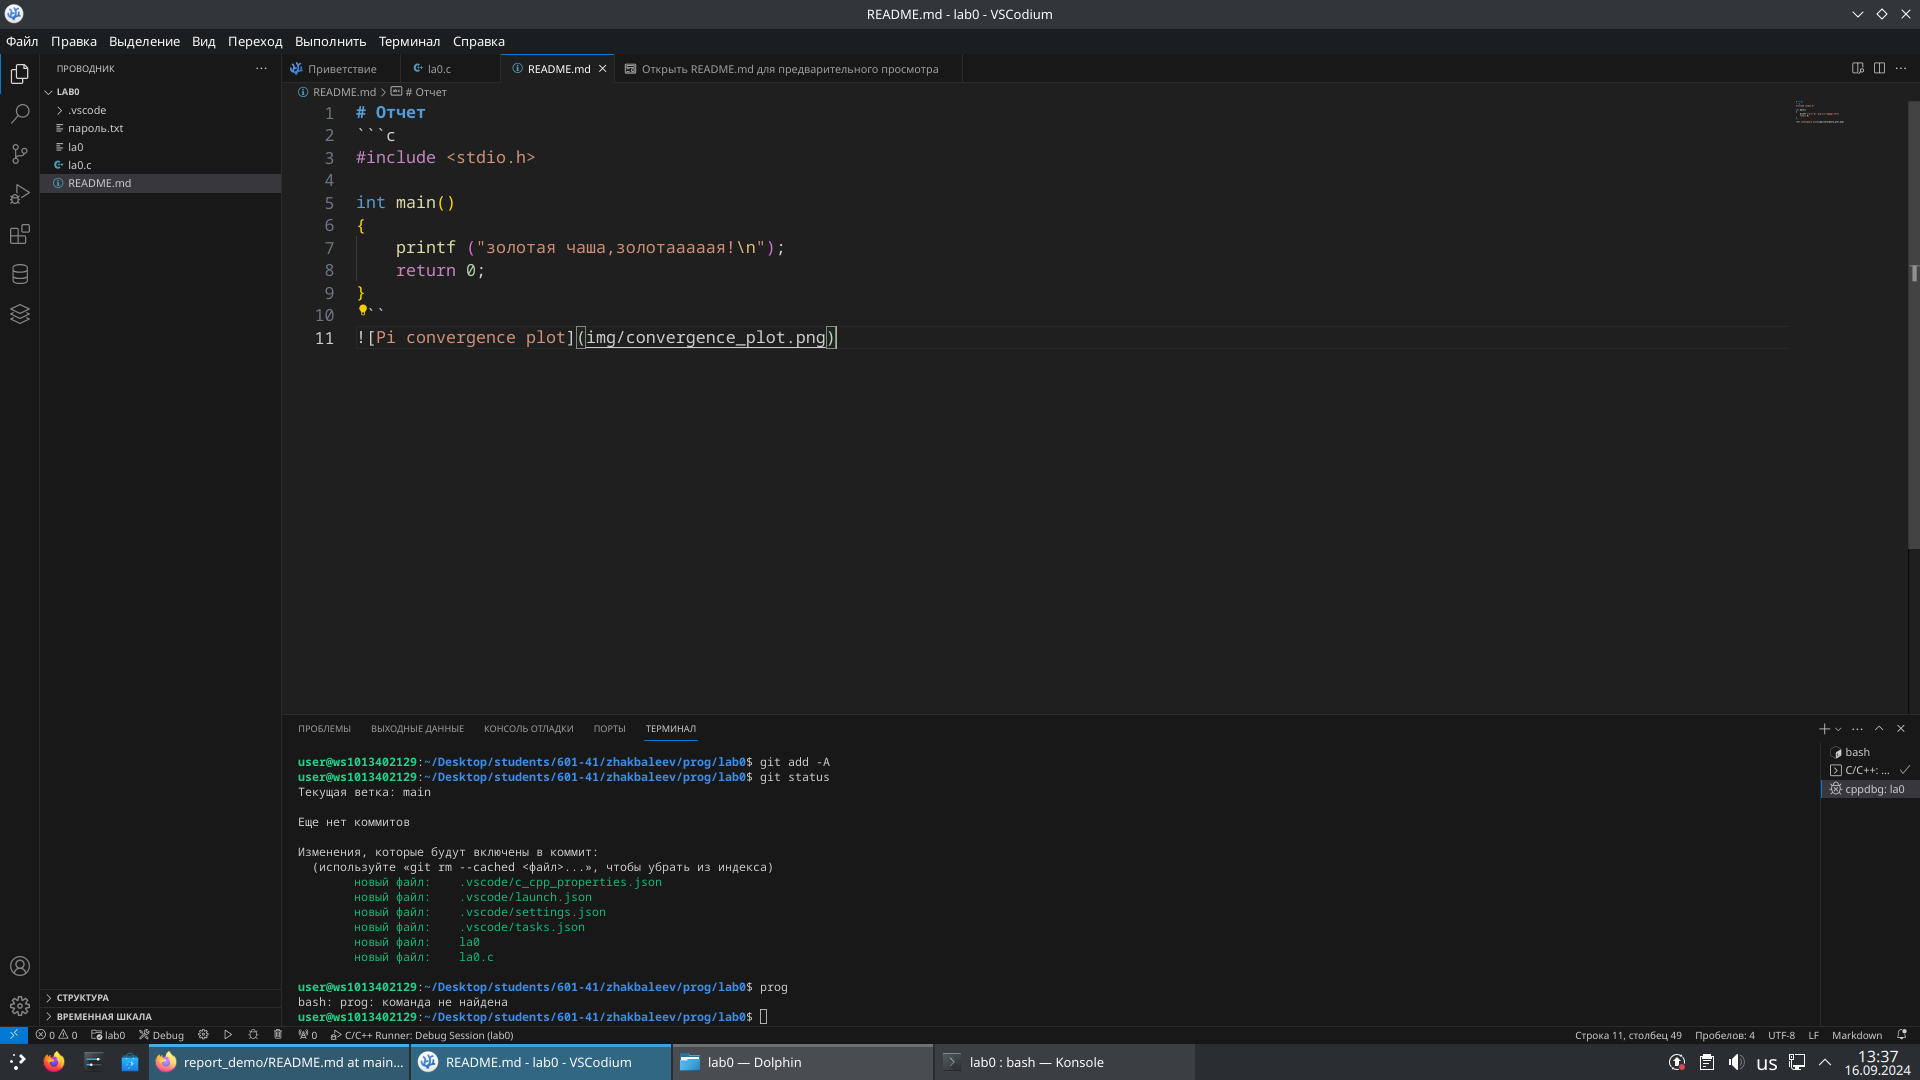 README.md - lab0 - VSCodium
Файл Правка Выделение Вид Переход Выполнить Терминал Справка
ПРОВОДНИК
Приветствие
la0.c
README.md
Открыть README.md для предварительного просмотра
LAB0
.vscode
пароль.txt
la0
la0.c
README.md
README.md > # Отчет
1 # Отчет
2 ```c
3 #include <stdio.h>
4
5 int main()
6 {
7 printf ("золотая чаша,золотааааая!\n");
8 return 0;
9 }
10 ``
11 ![Pi convergence plot](img/convergence_plot.png)
ПРОБЛЕМЫ ВЫХОДНЫЕ ДАННЫЕ КОНСОЛЬ ОТЛАДКИ ПОРТЫ ТЕРМИНАЛ
user@ws1013402129:~/Desktop/students/601-41/zhakbaleev/prog/lab0$ git add -A
user@ws1013402129:~/Desktop/students/601-41/zhakbaleev/prog/lab0$ git status
Текущая ветка: main
Еще нет коммитов
Изменения, которые будут включены в коммит:
(используйте «git rm --cached <файл>...», чтобы убрать из индекса)
новый файл: .vscode/c_cpp_properties.json
новый файл: .vscode/launch.json
новый файл: .vscode/settings.json
новый файл: .vscode/tasks.json
новый файл: la0
новый файл: la0.c
user@ws1013402129:~/Desktop/students/601-41/zhakbaleev/prog/lab0$ prog
bash: prog: команда не найдена
user@ws1013402129:~/Desktop/students/601-41/zhakbaleev/prog/lab0$
bash
C/C++: ...
cppdbg: la0
СТРУКТУРА
ВРЕМЕННАЯ ШКАЛА
0 0 lab0 Debug 0 C/C++ Runner: Debug Session (lab0)
Строка 11, столбец 49 Пробелов: 4 UTF-8 LF Markdown
report_demo/README.md at main...
README.md - lab0 - VSCodium
lab0 — Dolphin
lab0 : bash — Konsole
us
13:37
16.09.2024